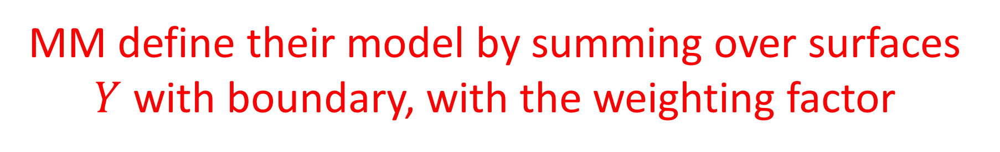 MM define their model by summing over surfaces
Y with boundary, with the weighting factor